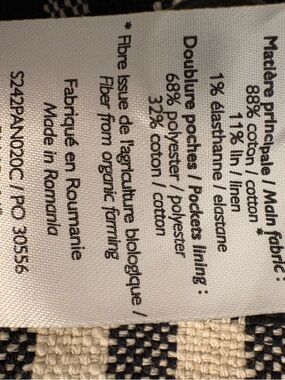 Matière principale / Main fabric :
88% coton / cotton *
11% lin / linen
1% élasthanne / elastane
Doublure poches / Pockets lining :
68% polyester / polyester
32% coton / cotton
* Fibre issue de l'agriculture biologique /
Fiber from organic farming
Fabriqué en Roumanie
Made in Romania
S242PAN020C / PO 30556